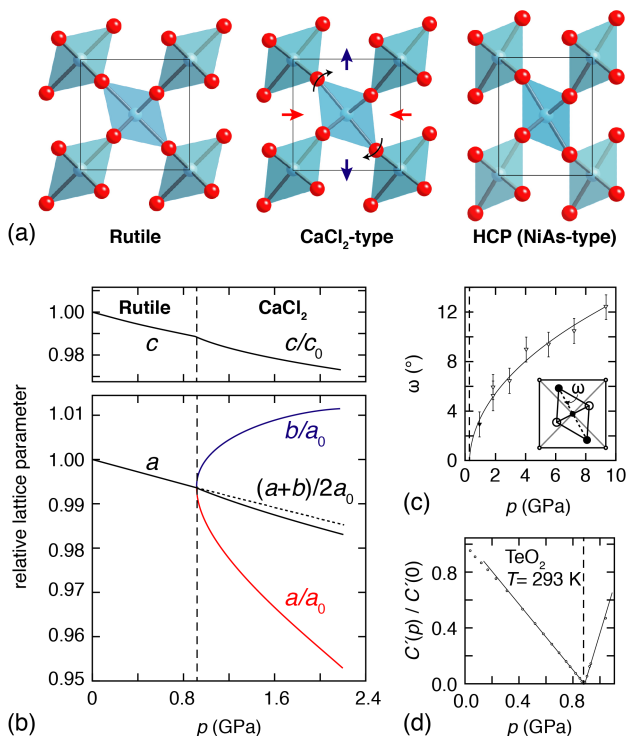 (a)
Rutile
CaCl₂-type
HCP (NiAs-type)
Rutile
CaCl₂
1.00
0.98
c
c/c₀
1.01
1.00
0.99
0.98
0.97
0.96
0.95
relative lattice parameter
a
b/a₀
(a+b)/2a₀
a/a₀
0
0.8
1.6
2.4
p (GPa)
(b)
12
8
4
0
ω (°)
ω
0
2
4
6
8
10
p (GPa)
(c)
0.8
0.4
0.0
C´(p) / C´(0)
TeO₂
T= 293 K
0.0
0.4
0.8
p (GPa)
(d)